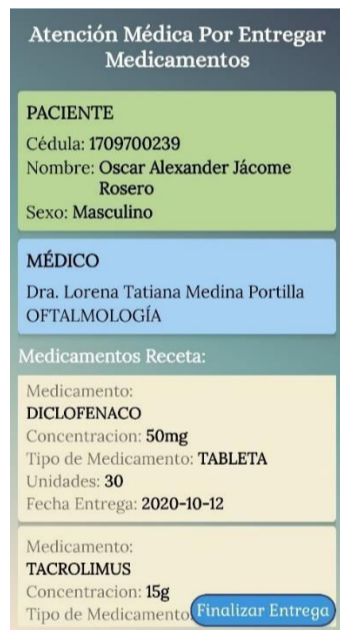 Atención Médica Por Entregar
Medicamentos
PACIENTE
Cédula: 1709700239
Nombre: Oscar Alexander Jácome
Rosero
Sexo: Masculino
MÉDICO
Dra. Lorena Tatiana Medina Portilla
OFTALMOLOGÍA
Medicamentos Receta:
Medicamento:
DICLOFENACO
Concentracion: 50mg
Tipo de Medicamento: TABLETA
Unidades: 30
Fecha Entrega: 2020-10-12
Medicamento:
TACROLIMUS
Concentracion: 15g
Tipo de Medicamento
Finalizar Entrega